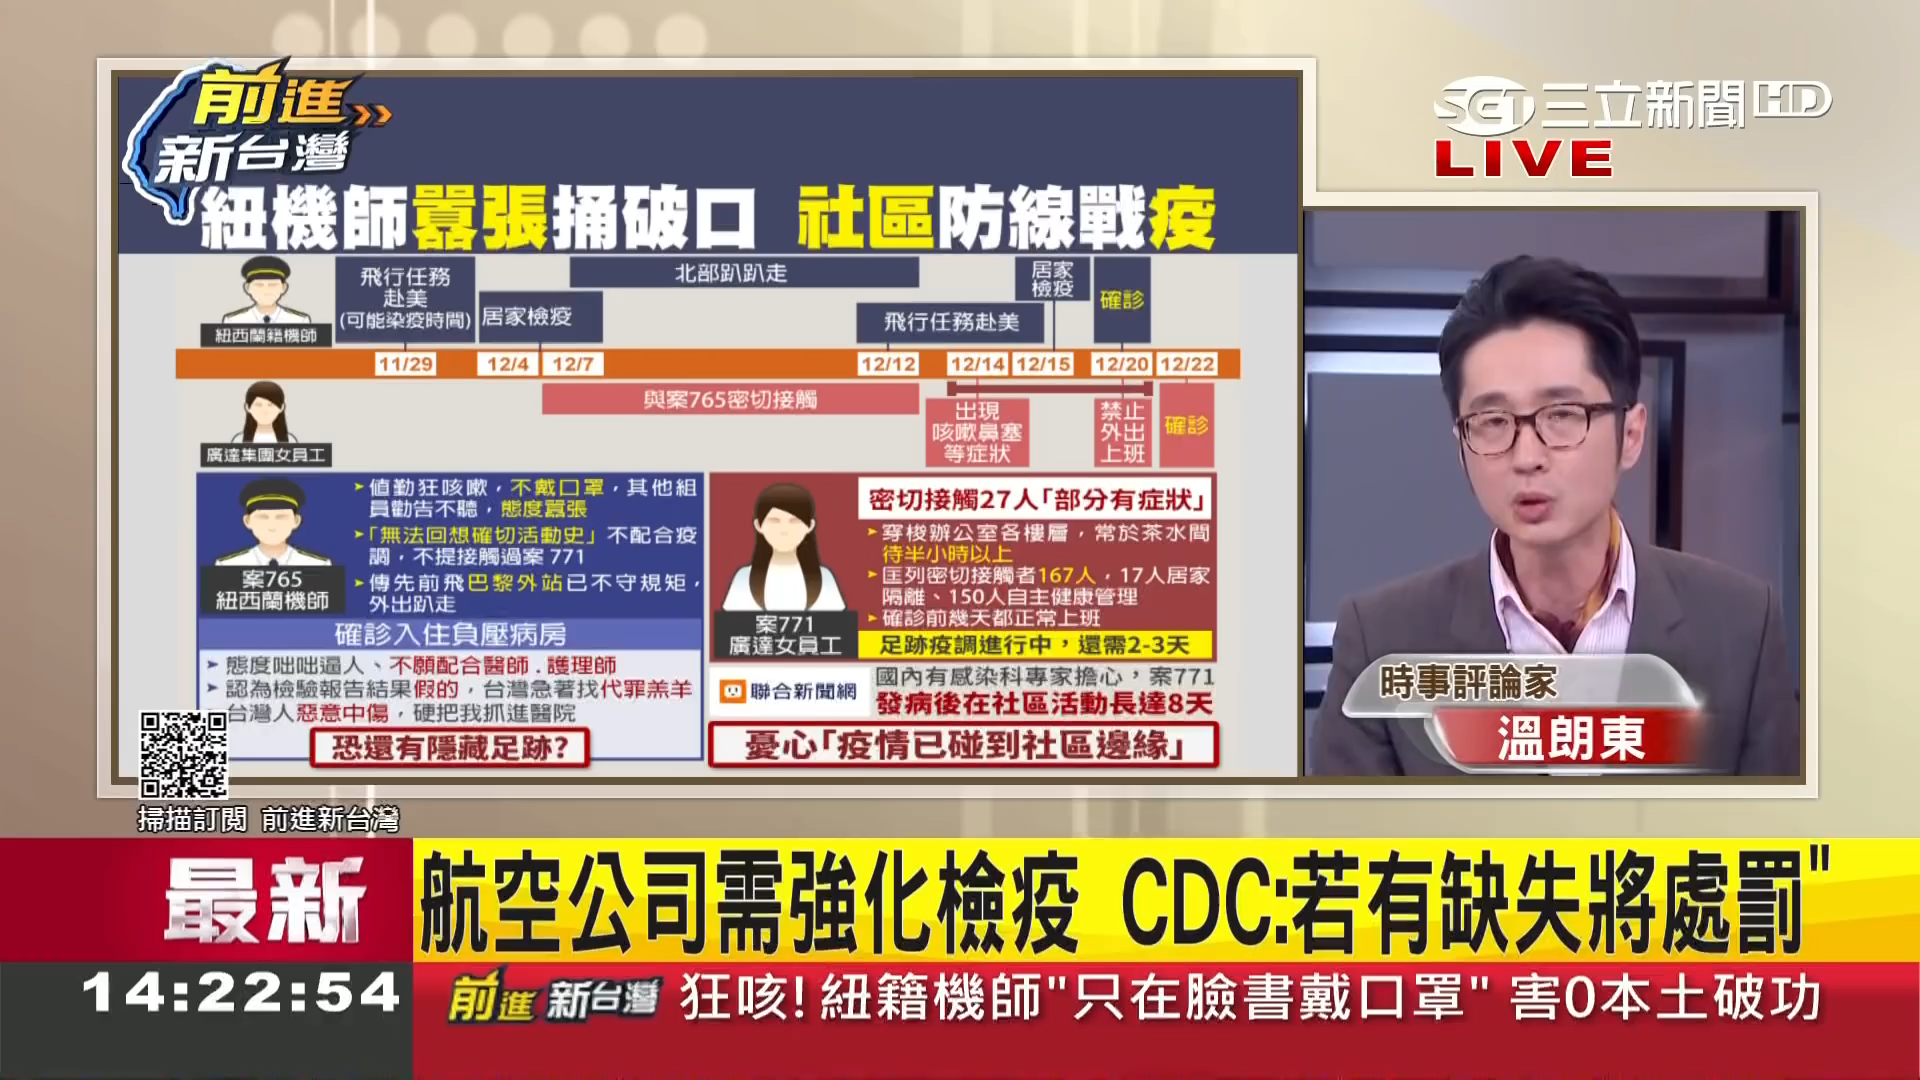 前進
新台灣
SET三立新聞HD
LIVE
紐機師囂張捅破口 社區防線戰疫
紐西蘭籍機師
飛行任務
赴美
(可能染疫時間)
居家檢疫
北部趴趴走
飛行任務赴美
居家
檢疫
確診
11/29 12/4 12/7 12/12 12/14 12/15 12/20 12/22
廣達集團女員工
與案765密切接觸
出現
咳嗽鼻塞
等症狀
禁止
外出
上班
確診
值勤狂咳嗽，不戴口罩，其他組
員勸告不聽，態度囂張
「無法回想確切活動史」不配合疫
調，不提接觸過案 771
傳先前飛巴黎外站已不守規矩，
外出趴走
案765
紐西蘭機師
確診入住負壓病房
態度咄咄逼人、不願配合醫師.護理師
認為檢驗報告結果假的，台灣急著找代罪羔羊
台灣人惡意中傷，硬把我抓進醫院
恐還有隱藏足跡?
密切接觸27人「部分有症狀」
穿梭辦公室各樓層，常於茶水間
待半小時以上
匡列密切接觸者167人，17人居家
隔離、150人自主健康管理
確診前幾天都正常上班
案771
廣達女員工
足跡疫調進行中，還需2-3天
聯合新聞網
國內有感染科專家擔心，案771
發病後在社區活動長達8天
憂心「疫情已碰到社區邊緣」
時事評論家
溫朗東
掃描訂閱 前進新台灣
最新
航空公司需強化檢疫 CDC:若有缺失將處罰"
14:22:54
前進新台灣 狂咳!紐籍機師"只在臉書戴口罩" 害0本土破功